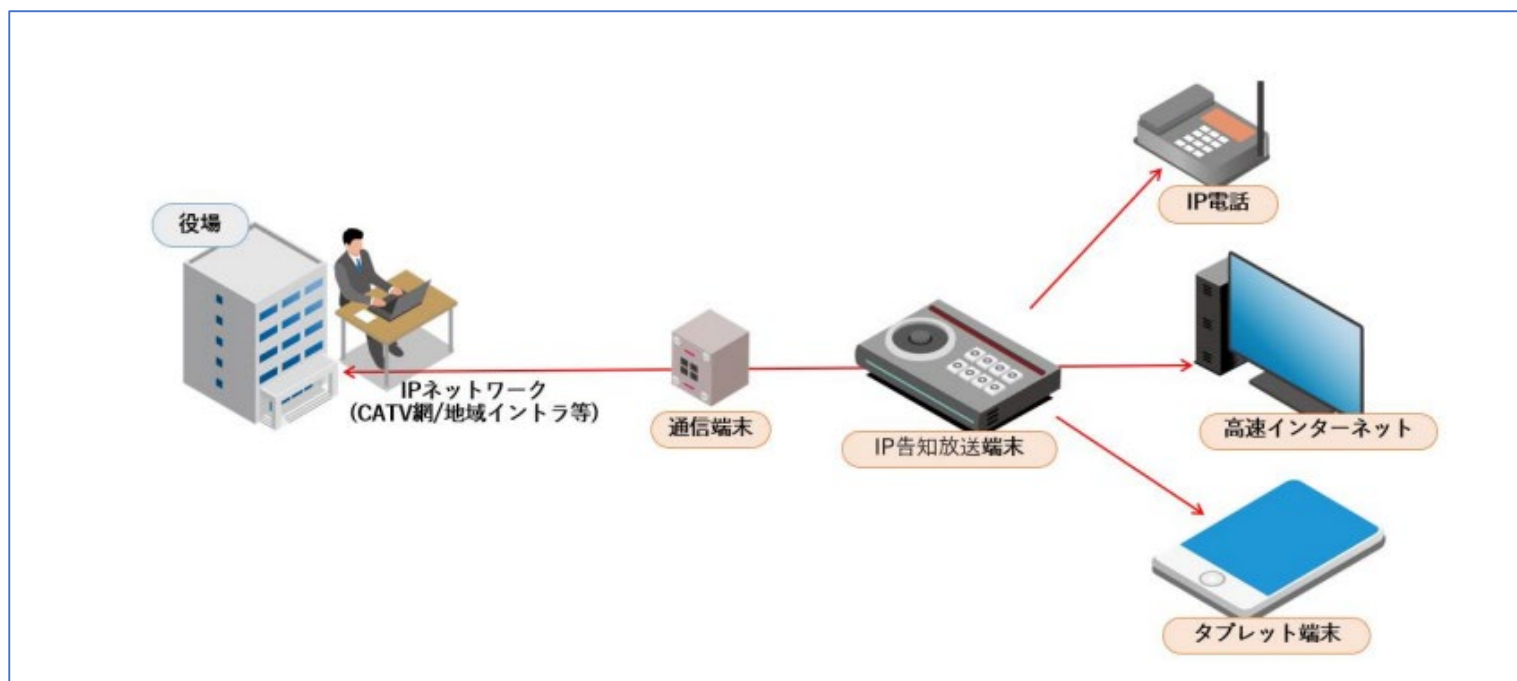 役場
IPネットワーク
(CATV網/地域イントラ等)
通信端末
IP告知放送端末
IP電話
高速インターネット
タブレット端末